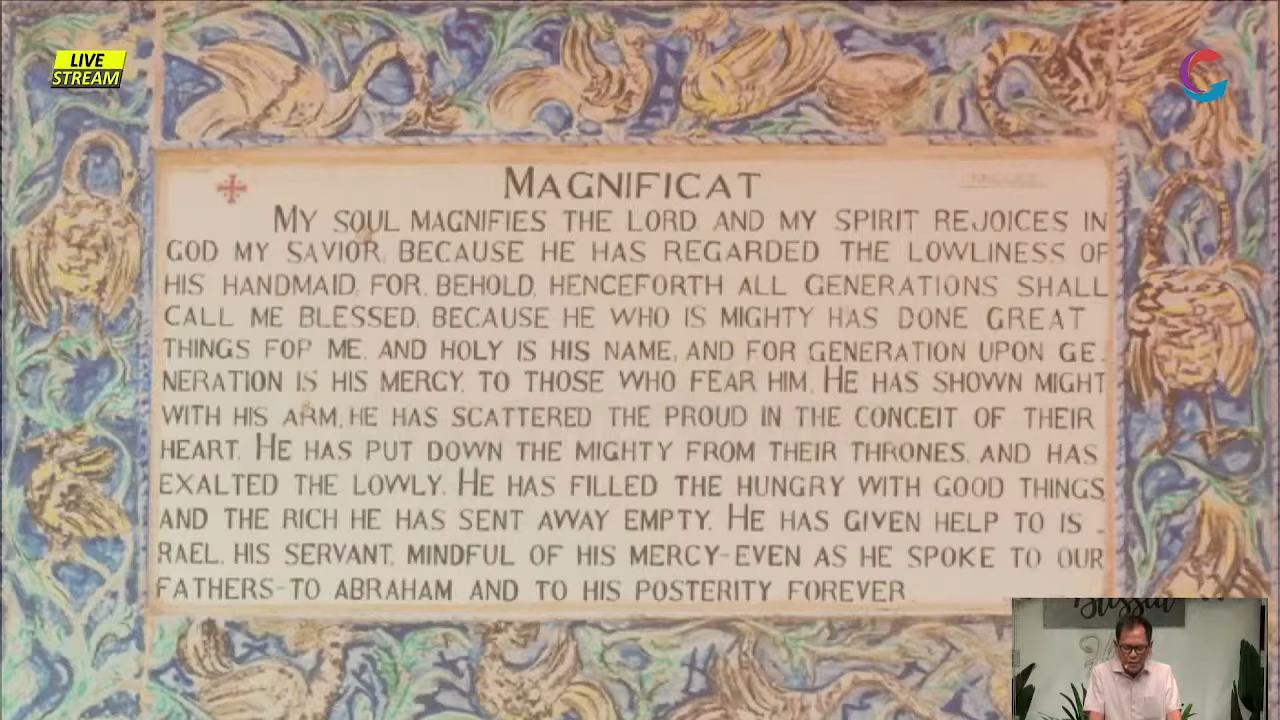 LIVE
STREAM
MAGNIFICAT
MY SOUL MAGNIFIES THE LORD AND MY SPIRIT REJOICES IN
GOD MY SAVIOR, BECAUSE HE HAS REGARDED THE LOWLINESS OF
HIS HANDMAID, FOR, BEHOLD, HENCEFORTH ALL GENERATIONS SHALL
CALL ME BLESSED, BECAUSE HE WHO IS MIGHTY HAS DONE GREAT
THINGS FOR ME, AND HOLY IS HIS NAME, AND FOR GENERATION UPON GE-
NERATION IS HIS MERCY, TO THOSE WHO FEAR HIM. HE HAS SHOWN MIGHT
WITH HIS ARM, HE HAS SCATTERED THE PROUD IN THE CONCEIT OF THEIR
HEART. HE HAS PUT DOWN THE MIGHTY FROM THEIR THRONES, AND HAS
EXALTED THE LOWLY. HE HAS FILLED THE HUNGRY WITH GOOD THINGS
AND THE RICH HE HAS SENT AWAY EMPTY. HE HAS GIVEN HELP TO IS-
RAEL, HIS SERVANT, MINDFUL OF HIS MERCY-EVEN AS HE SPOKE TO OUR
FATHERS-TO ABRAHAM AND TO HIS POSTERITY FOREVER.
Blessed